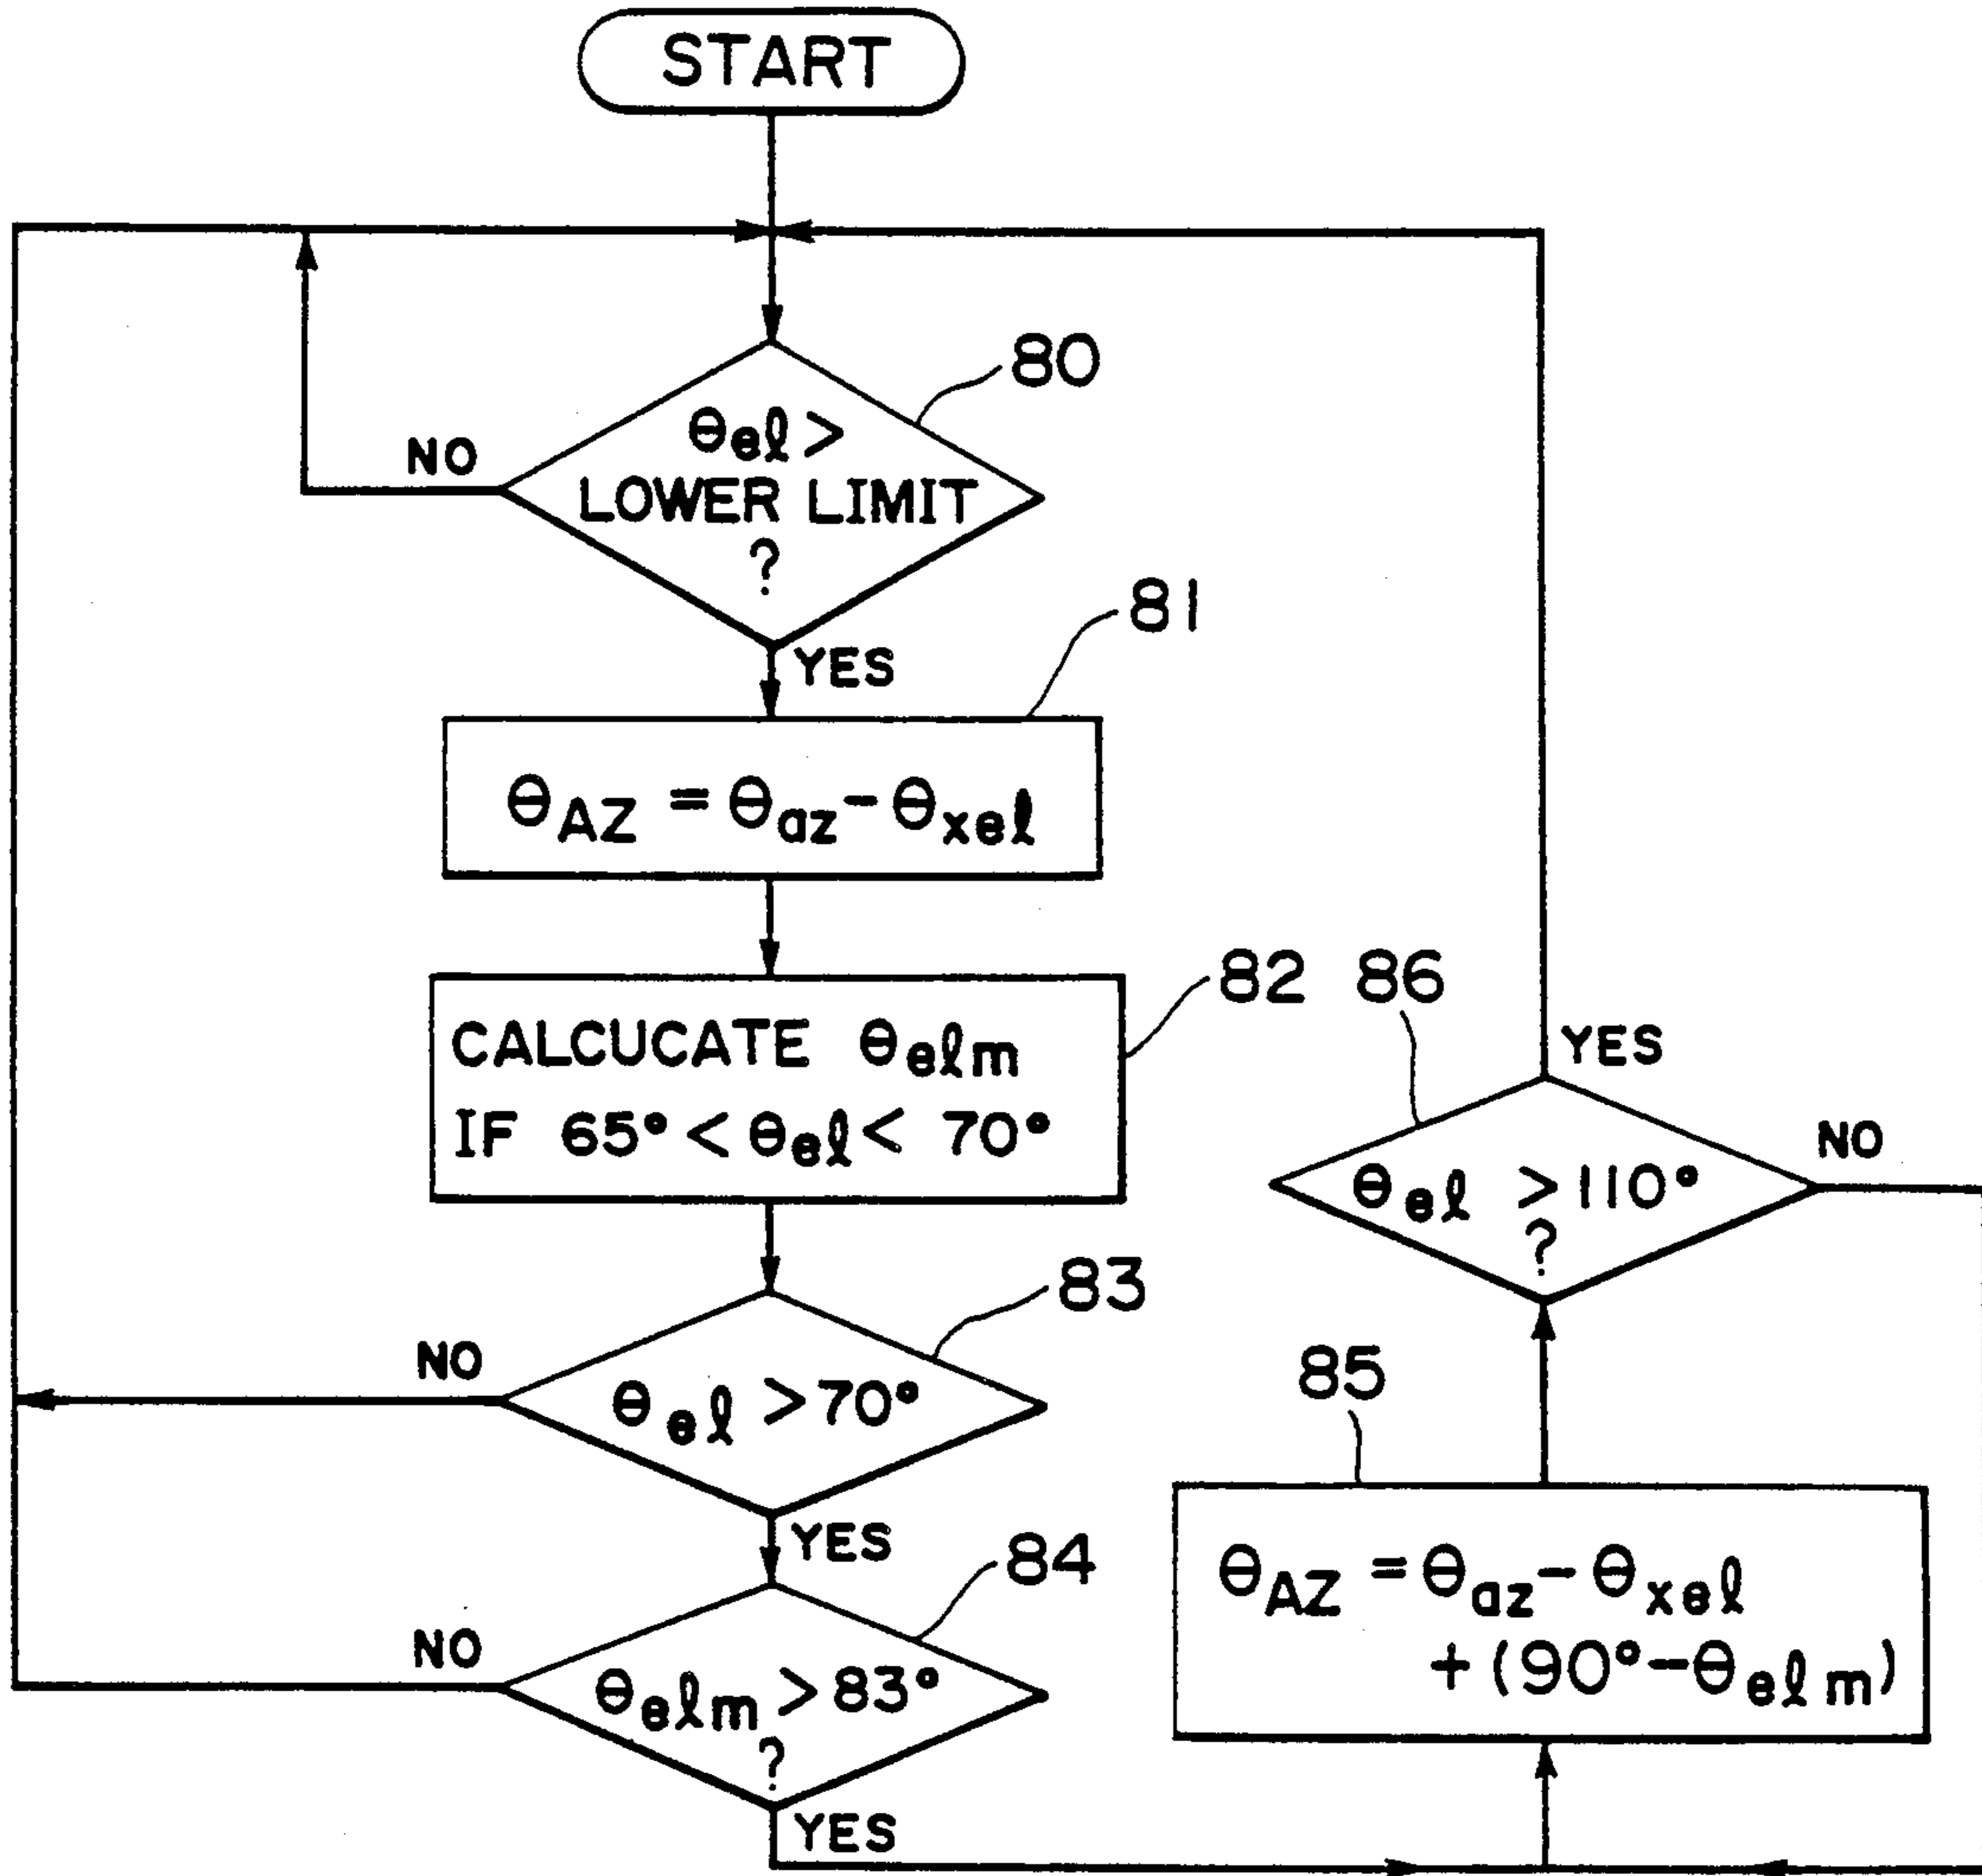 START
80
θel >
LOWER LIMIT
?
NO
YES
81
θAZ = θaz - θxel
82
CALCUCATE θelm
IF 65° < θel < 70°
83
θel > 70°
NO
YES
84
θelm > 83°
?
NO
YES
85
θAZ = θaz - θxel
+ (90° - θelm)
86
θel > 110°
?
YES
NO